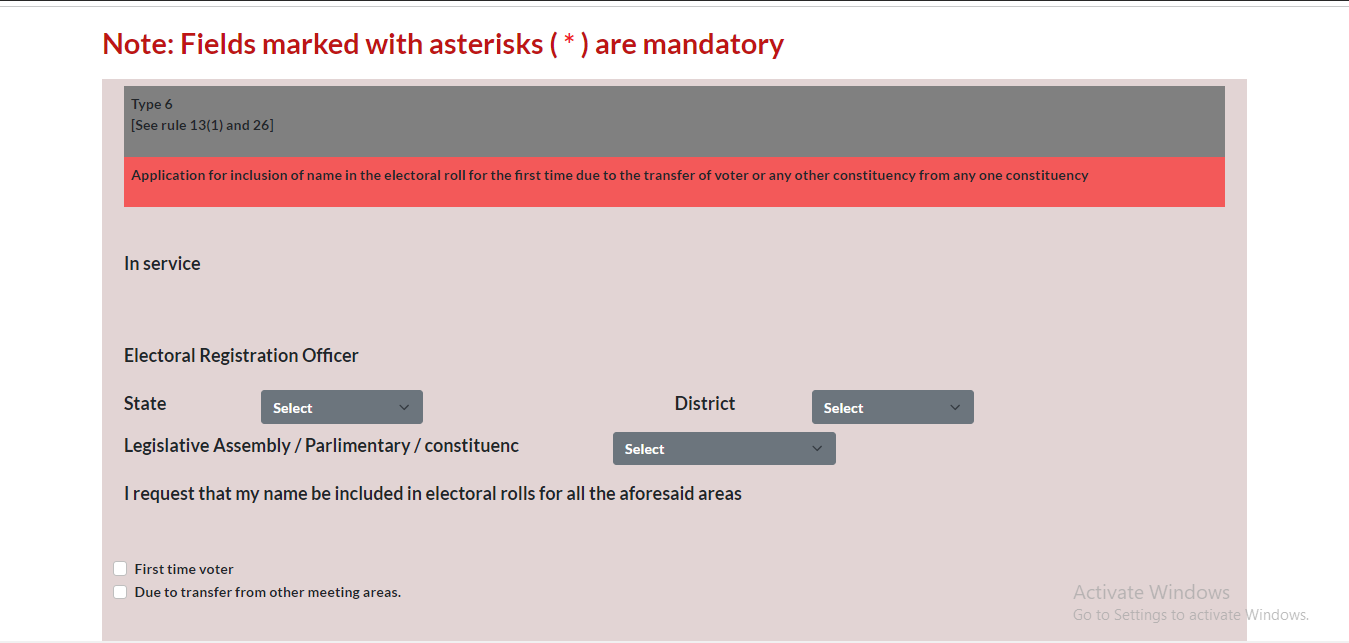 Note: Fields marked with asterisks ( * ) are mandatory
Type 6
[See rule 13(1) and 26]
Application for inclusion of name in the electoral roll for the first time due to the transfer of voter or any other constituency from any one constituency
In service
Electoral Registration Officer
State Select District Select
Legislative Assembly / Parlimentary / constituenc Select
I request that my name be included in electoral rolls for all the aforesaid areas
First time voter
Due to transfer from other meeting areas.
Activate Windows
Go to Settings to activate Windows.